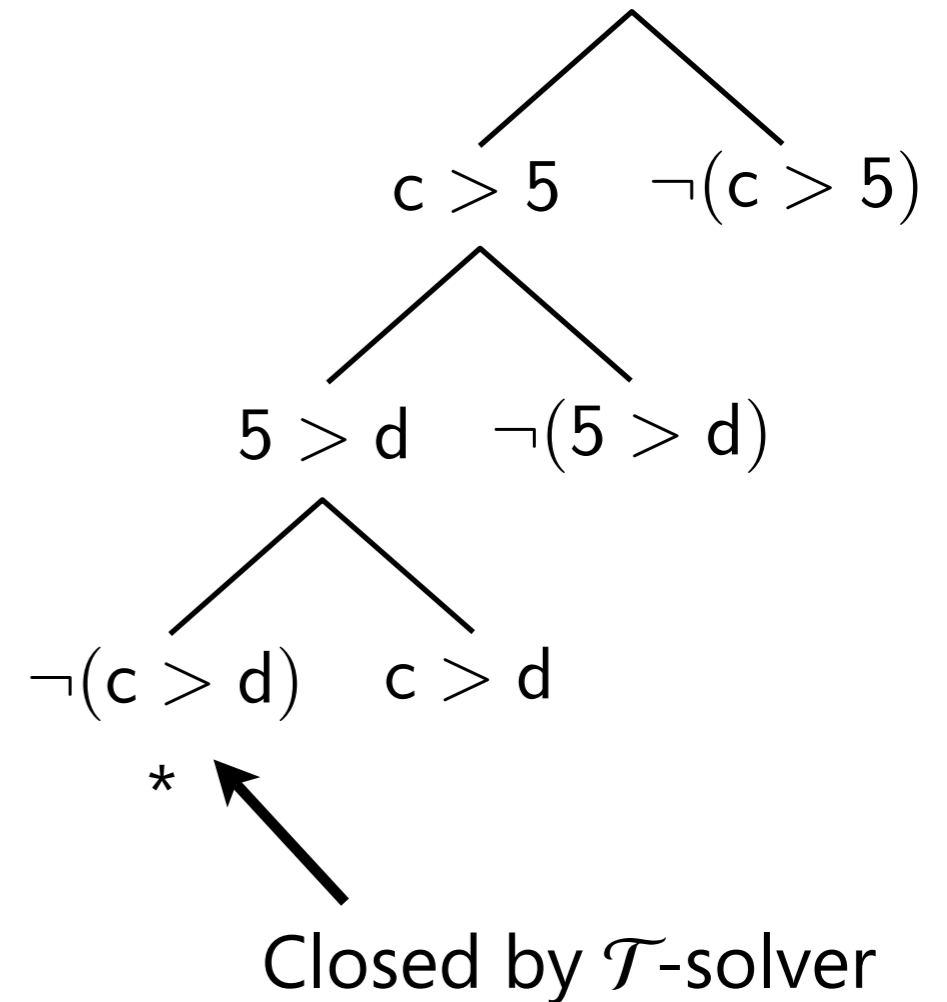 c > 5 ¬(c > 5)
5 > d ¬(5 > d)
¬(c > d) c > d
*
Closed by 𝒯-solver